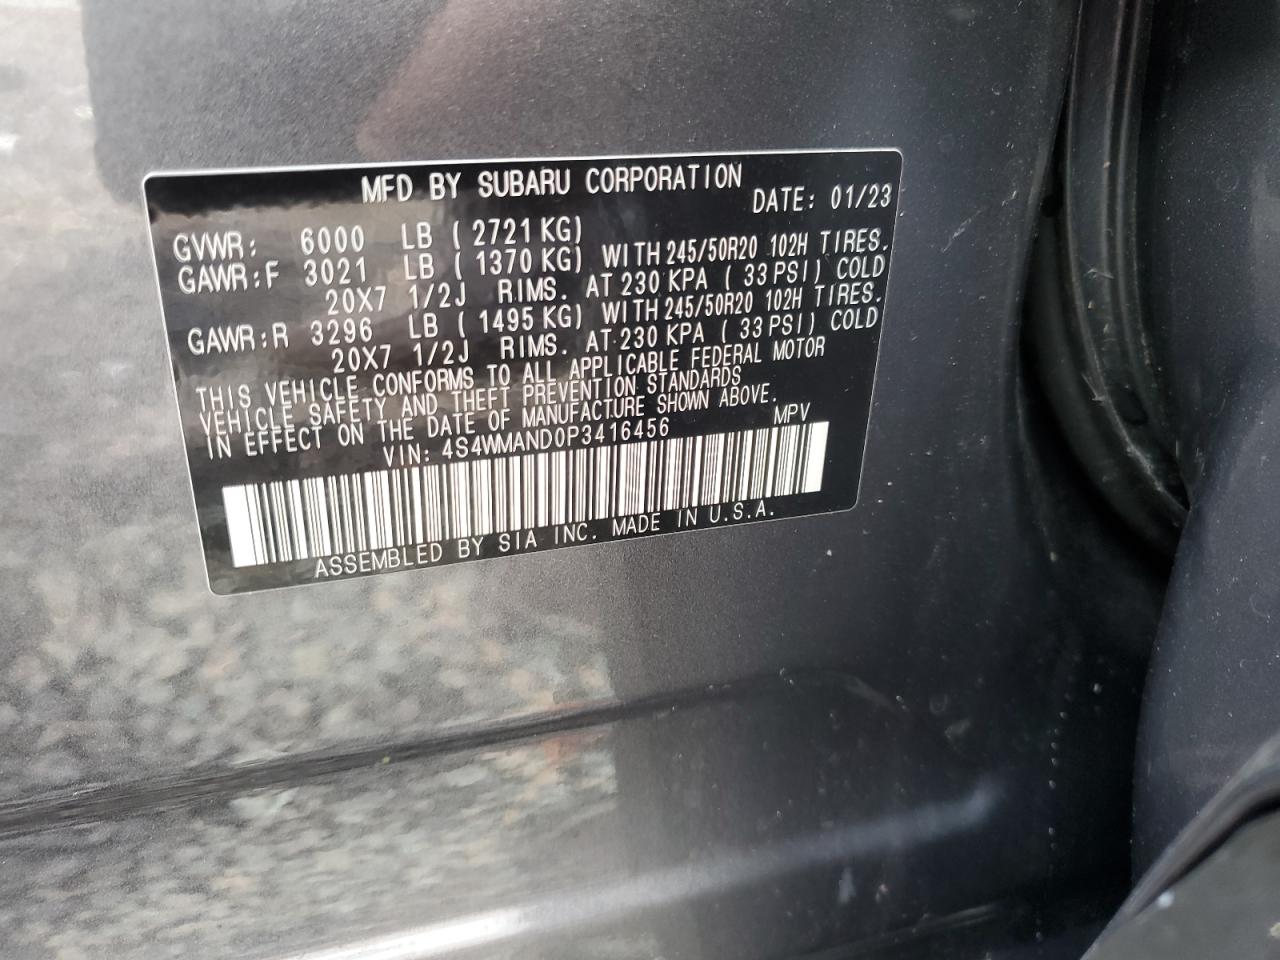 MFD BY SUBARU CORPORATION
DATE: 01/23
GVWR: 6000 LB ( 2721 KG)
GAWR:F 3021 LB ( 1370 KG) WITH 245/50R20 102H TIRES.
20X7 1/2J RIMS. AT 230 KPA ( 33 PSI) COLD
GAWR:R 3296 LB ( 1495 KG) WITH 245/50R20 102H TIRES.
20X7 1/2J RIMS. AT 230 KPA ( 33 PSI) COLD
THIS VEHICLE CONFORMS TO ALL APPLICABLE FEDERAL MOTOR
VEHICLE SAFETY AND THEFT PREVENTION STANDARDS
IN EFFECT ON THE DATE OF MANUFACTURE SHOWN ABOVE.
VIN: 4S4WMAND0P3416456 MPV
ASSEMBLED BY SIA INC. MADE IN U.S.A.